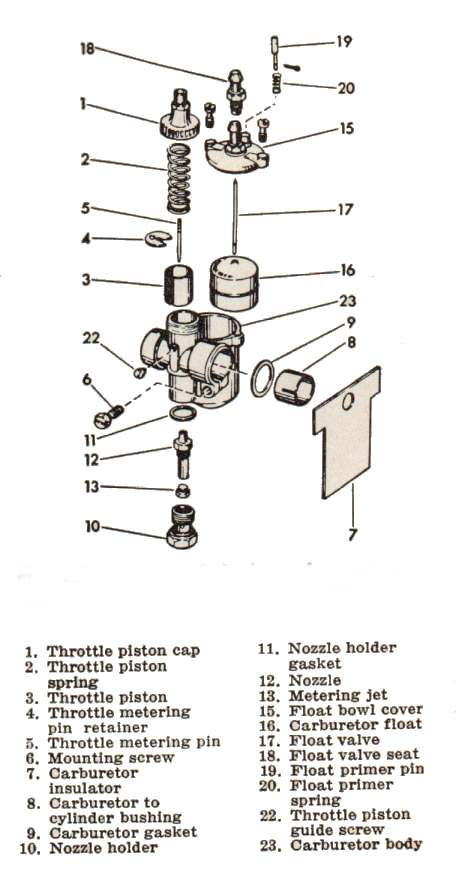 18
19
20
1
15
2
5
17
4
16
3
23
9
22
8
6
11
12
13
10
7
1. Throttle piston cap
2. Throttle piston
spring
3. Throttle piston
4. Throttle metering
pin retainer
5. Throttle metering pin
6. Mounting screw
7. Carburetor
insulator
8. Carburetor to
cylinder bushing
9. Carburetor gasket
10. Nozzle holder
11. Nozzle holder
gasket
12. Nozzle
13. Metering jet
15. Float bowl cover
16. Carburetor float
17. Float valve
18. Float valve seat
19. Float primer pin
20. Float primer
spring
22. Throttle piston
guide screw
23. Carburetor body